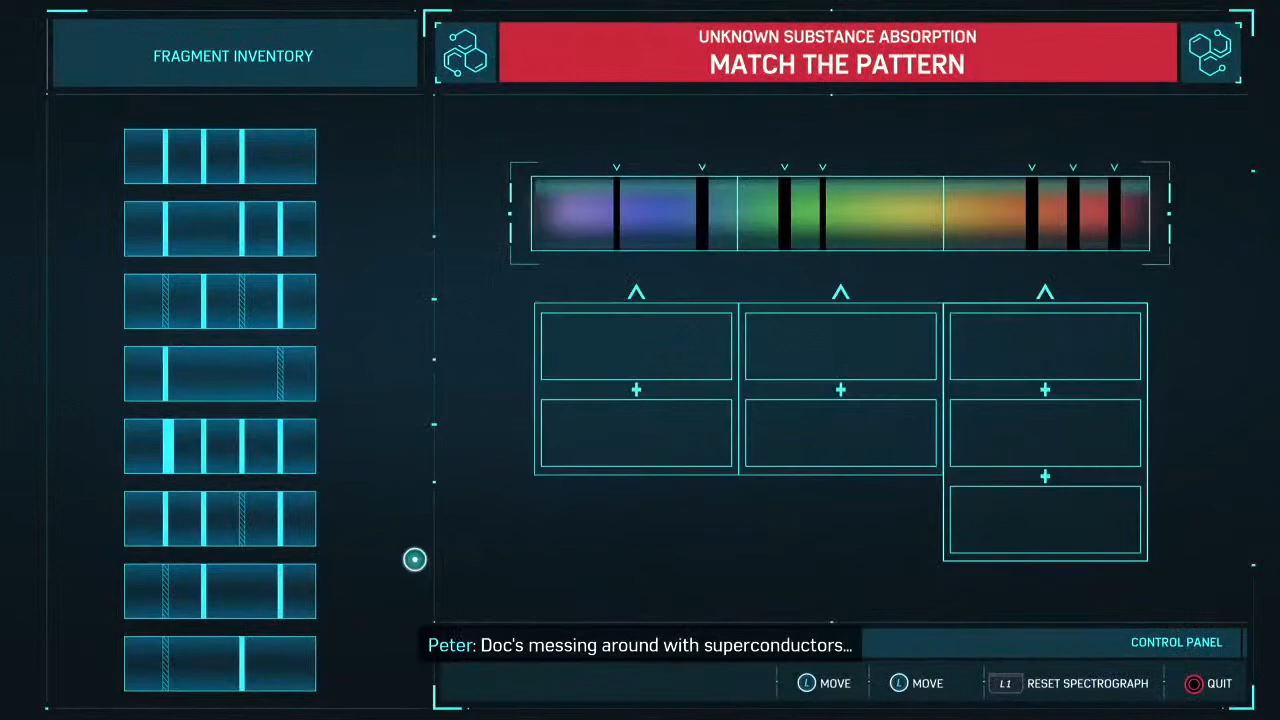 FRAGMENT INVENTORY
UNKNOWN SUBSTANCE ABSORPTION
MATCH THE PATTERN
Peter: Doc's messing around with superconductors...
CONTROL PANEL
L MOVE
L MOVE
L1 RESET SPECTROGRAPH
QUIT